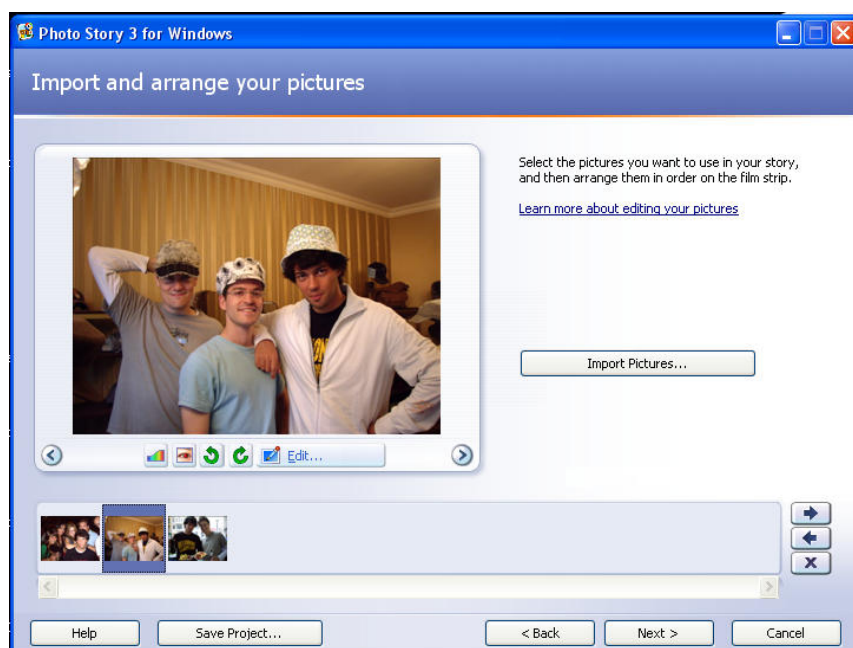 Photo Story 3 for Windows
Import and arrange your pictures
Select the pictures you want to use in your story,
and then arrange them in order on the film strip.
Learn more about editing your pictures
Import Pictures...
Edit...
Help
Save Project...
< Back
Next >
Cancel